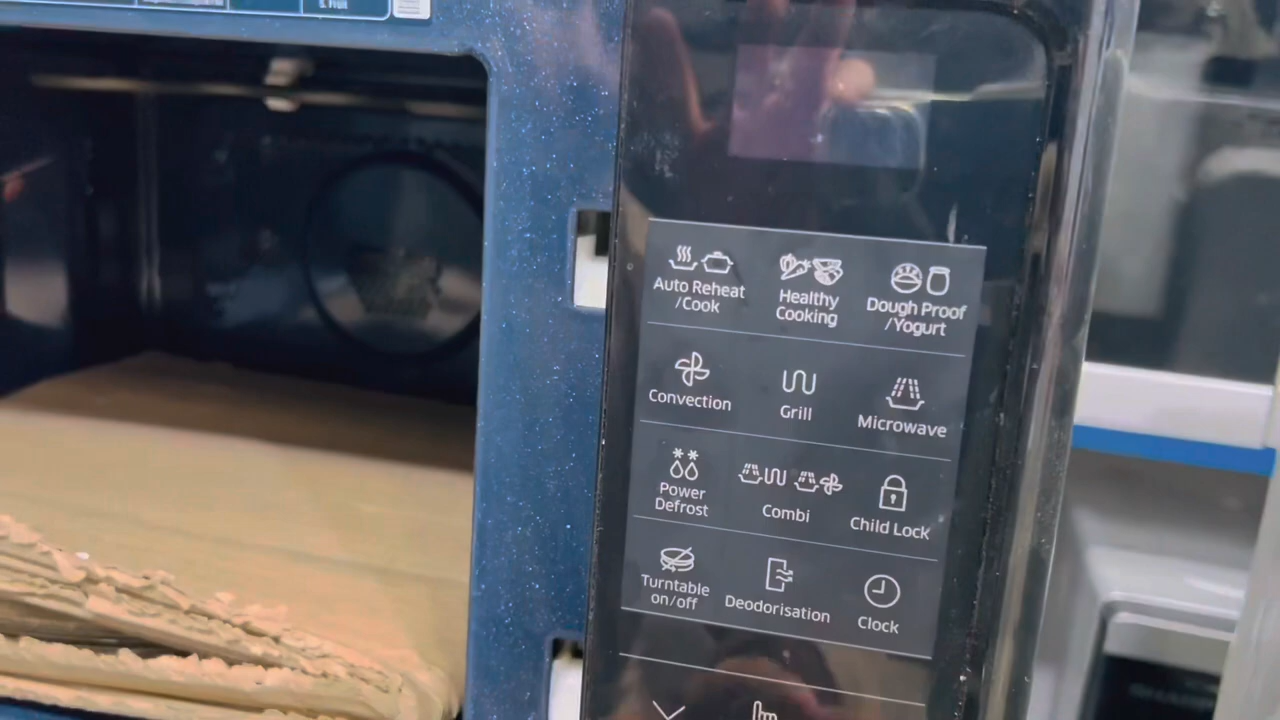 Auto Reheat
/Cook
Healthy
Cooking
Dough Proof
/Yogurt
Convection
Grill
Microwave
Power
Defrost
Combi
Child Lock
Turntable
on/off
Deodorisation
Clock